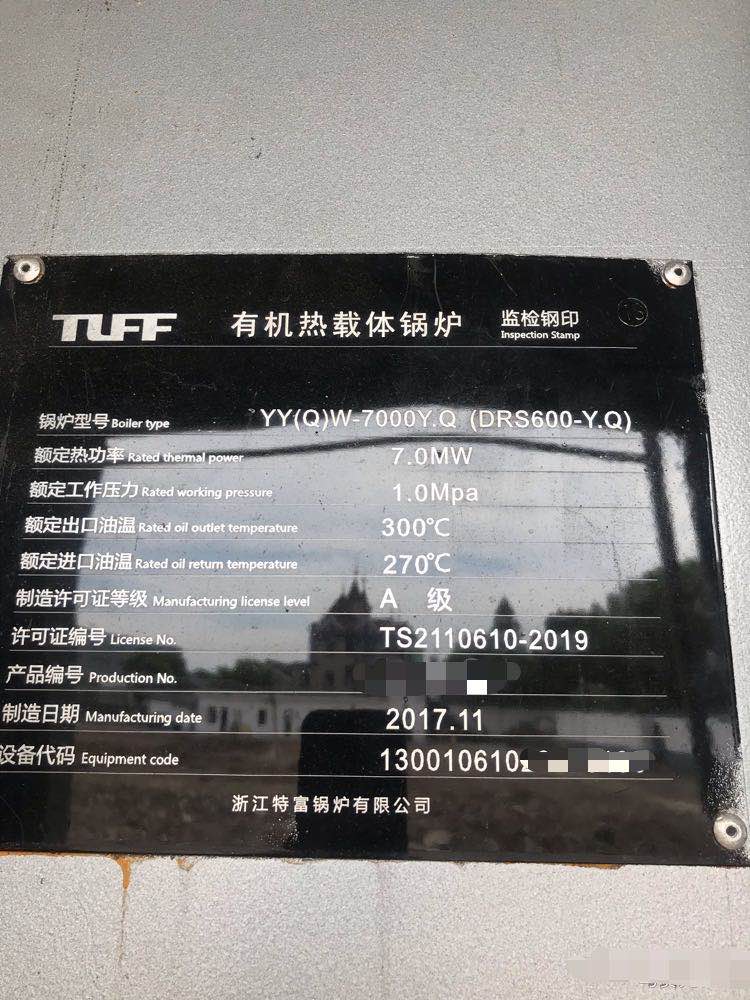 TUFF 有机热载体锅炉 监检钢印
Inspection Stamp
TS
锅炉型号 Boiler type YY(Q)W-7000Y.Q (DRS600-Y.Q)
额定热功率 Rated thermal power 7.0MW
额定工作压力 Rated working pressure 1.0Mpa
额定出口油温 Rated oil outlet temperature 300℃
额定进口油温 Rated oil return temperature 270℃
制造许可证等级 Manufacturing license level A 级
许可证编号 License No. TS2110610-2019
产品编号 Production No.
制造日期 Manufacturing date 2017.11
设备代码 Equipment code 130010610
浙江特富锅炉有限公司